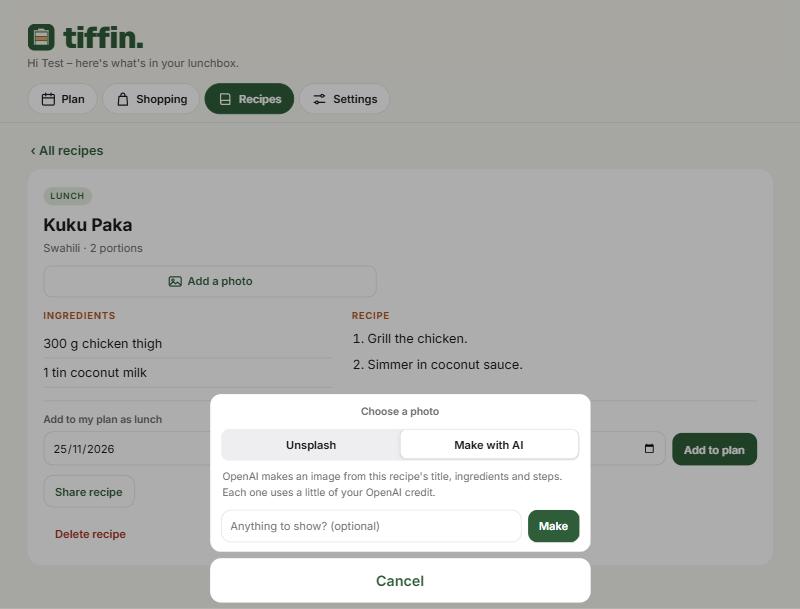 tiffin.
Hi Test – here's what's in your lunchbox.
Plan
Shopping
Recipes
Settings
‹ All recipes
LUNCH
Kuku Paka
Swahili · 2 portions
Add a photo
INGREDIENTS
300 g chicken thigh
1 tin coconut milk
RECIPE
1. Grill the chicken.
2. Simmer in coconut sauce.
Add to my plan as lunch
25/11/2026
Add to plan
Share recipe
Delete recipe
Choose a photo
Unsplash
Make with AI
OpenAI makes an image from this recipe's title, ingredients and steps.
Each one uses a little of your OpenAI credit.
Anything to show? (optional)
Make
Cancel